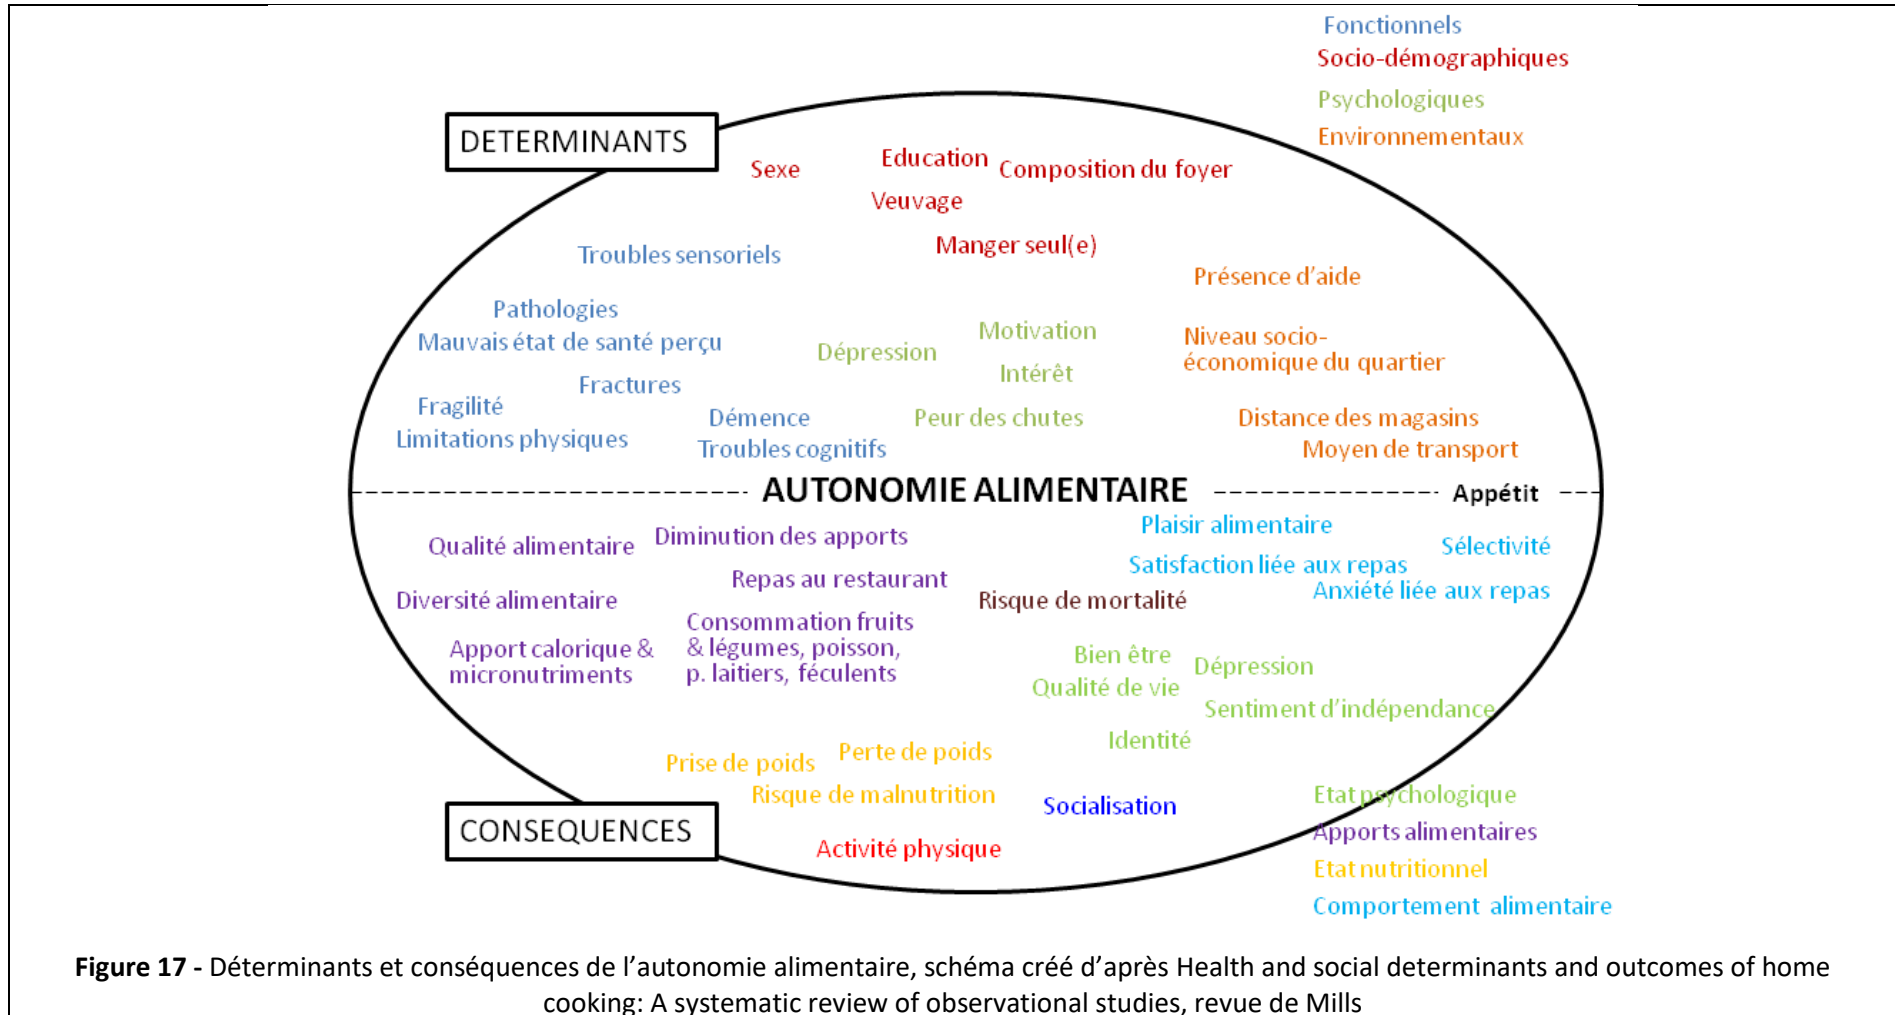 Fonctionnels
Socio-démographiques
Psychologiques
Environnementaux
DETERMINANTS
Sexe
Education
Composition du foyer
Veuvage
Manger seul(e)
Troubles sensoriels
Présence d'aide
Pathologies
Mauvais état de santé perçu
Motivation
Dépression
Niveau socio-
économique du quartier
Intérêt
Fractures
Fragilité
Limitations physiques
Démence
Troubles cognitifs
Peur des chutes
Distance des magasins
Moyen de transport
AUTONOMIE ALIMENTAIRE
Appétit
Qualité alimentaire
Diminution des apports
Plaisir alimentaire
Sélectivité
Satisfaction liée aux repas
Anxiété liée aux repas
Repas au restaurant
Diversité alimentaire
Risque de mortalité
Consommation fruits
& légumes, poisson,
p. laitiers, féculents
Apport calorique &
micronutriments
Bien être
Dépression
Qualité de vie
Sentiment d'indépendance
Identité
Prise de poids
Perte de poids
Risque de malnutrition
Socialisation
Activité physique
CONSEQUENCES
Etat psychologique
Apports alimentaires
Etat nutritionnel
Comportement alimentaire
Figure 17 - Déterminants et conséquences de l'autonomie alimentaire, schéma créé d'après Health and social determinants and outcomes of home
cooking: A systematic review of observational studies, revue de Mills